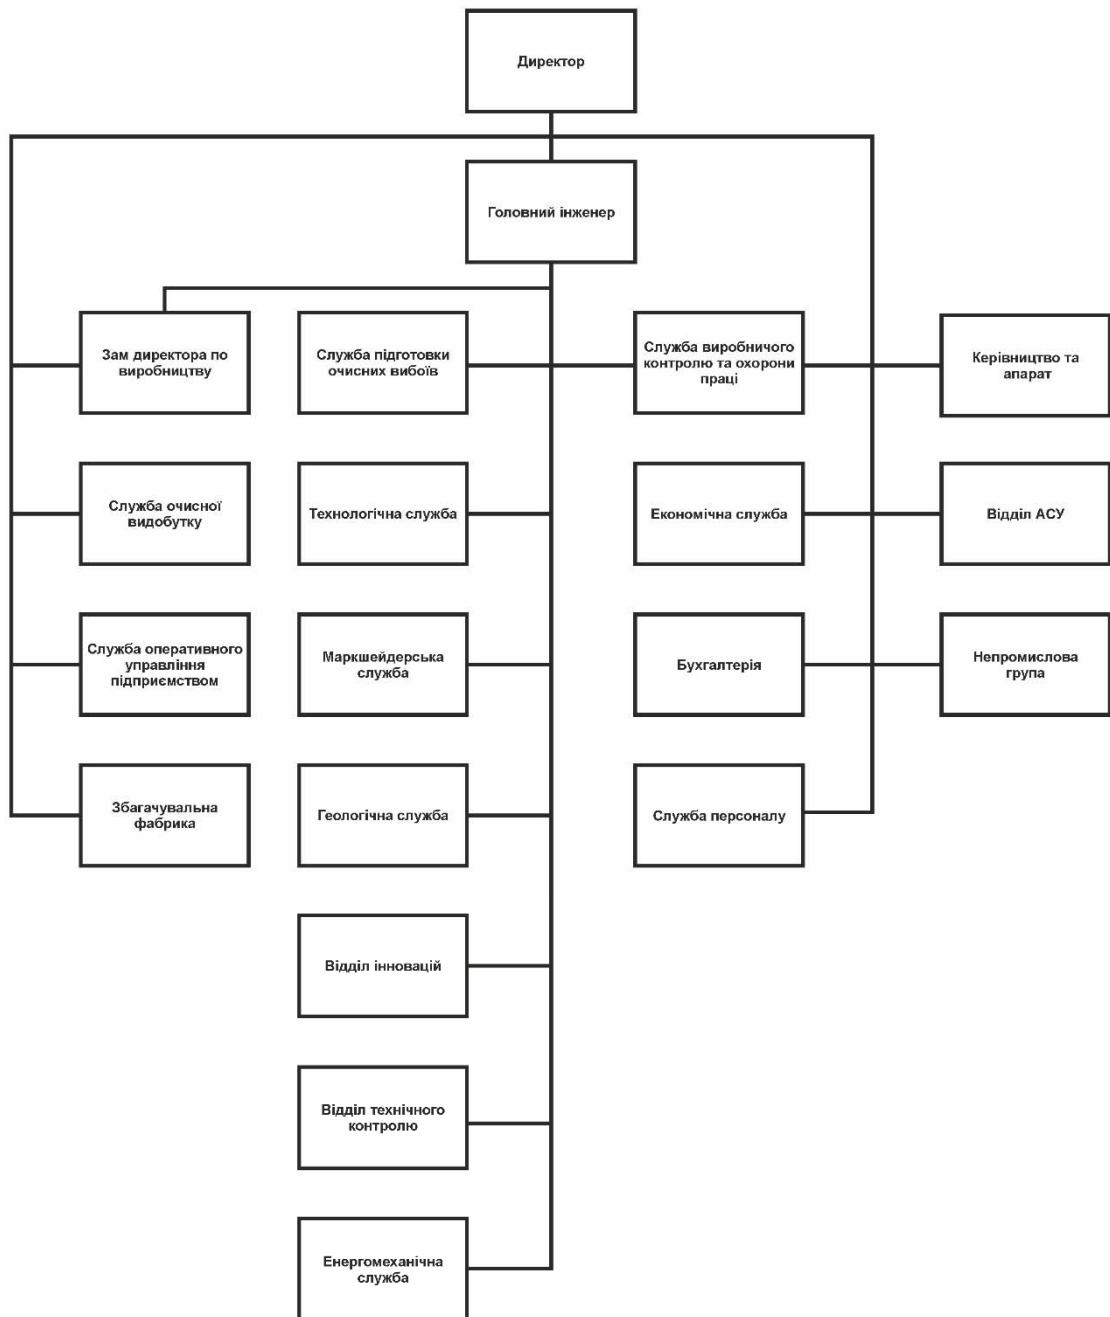 Директор
Головний інженер
Зам директора по
виробництву
Служба підготовки
очисних вибоїв
Служба виробничого
контролю та охорони
праці
Керівництво та
апарат
Служба очисної
видобутку
Технологічна служба
Економічна служба
Відділ АСУ
Служба оперативного
управління
підприємством
Маркшейдерська
служба
Бухгалтерія
Непромислова
група
Збагачувальна
фабрика
Геологічна служба
Служба персоналу
Відділ інновацій
Відділ технічного
контролю
Енергомеханічна
служба